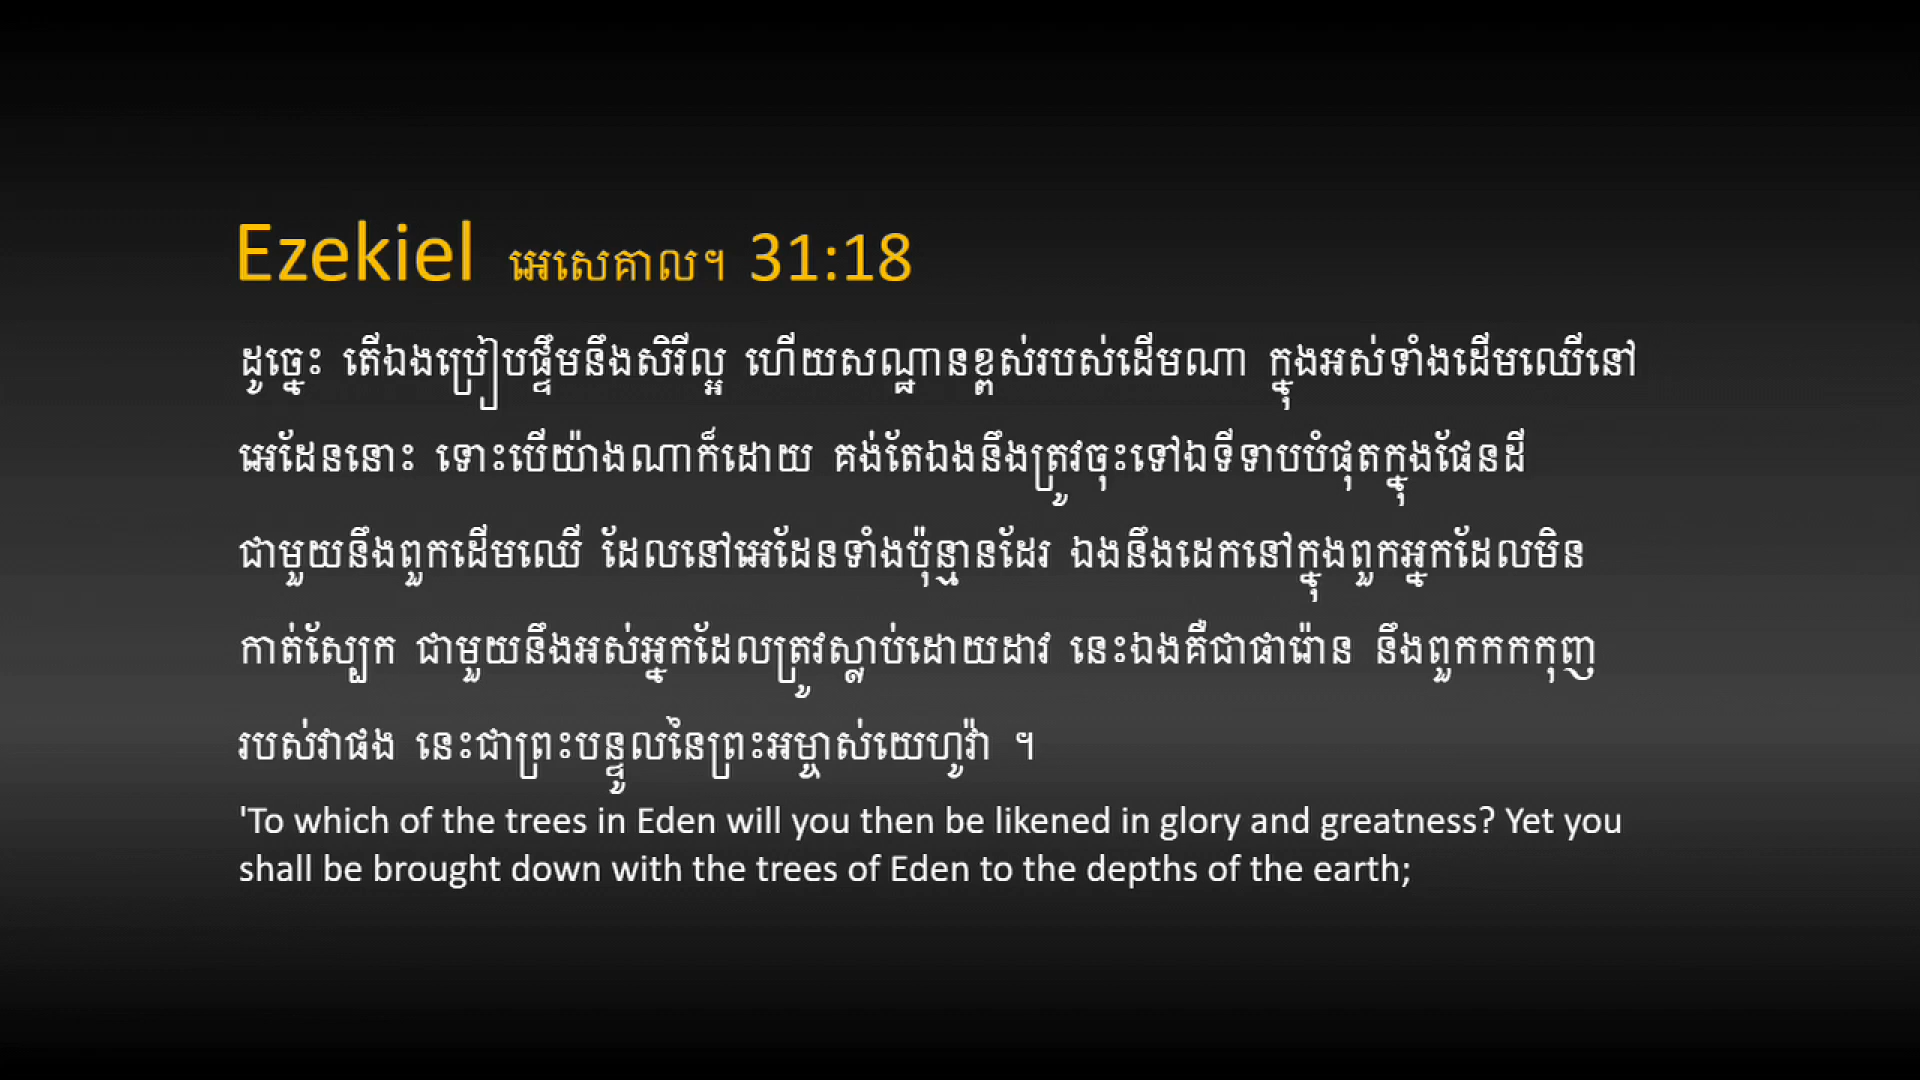 Ezekiel អេសេគាល។ 31:18
ដូច្នេះ តើឯងប្រៀបផ្ទឹមនឹងសិរីល្អ ហើយសណ្ឋានខ្ពស់របស់ដើមណា ក្នុងអស់ទាំងដើមឈើនៅ
អេដែននោះ ទោះបើយ៉ាងណាក៏ដោយ គង់តែឯងនឹងត្រូវចុះទៅឯទីទាបបំផុតក្នុងផែនដី
ជាមួយនឹងពួកដើមឈើ ដែលនៅអេដែនទាំងប៉ុន្មានដែរ ឯងនឹងដេកនៅក្នុងពួកអ្នកដែលមិន
កាត់ស្បែក ជាមួយនឹងអស់អ្នកដែលត្រូវស្លាប់ដោយដាវ នេះឯងគឺជាផារ៉ោន នឹងពួកកកកុញ
របស់វាផង នេះជាព្រះបន្ទូលនៃព្រះអម្ចាស់យេហូវ៉ា ។
'To which of the trees in Eden will you then be likened in glory and greatness? Yet you
shall be brought down with the trees of Eden to the depths of the earth;